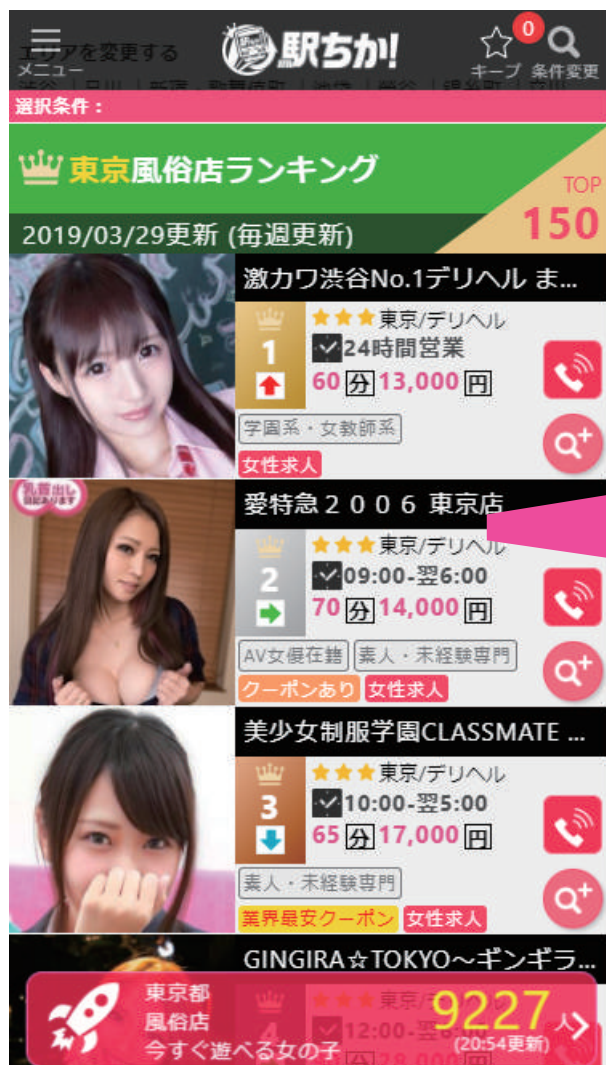 エリアを変更する
メニュー
駅ちか!
0
キープ
条件変更
選択条件：
東京風俗店ランキング
TOP
150
2019/03/29更新 (毎週更新)
激カワ渋谷No.1デリヘル ま...
1
★★★東京/デリヘル
24時間営業
60分13,000円
学園系・女教師系
女性求人
愛特急２００６ 東京店
2
★★★東京/デリヘル
09:00-翌6:00
70分14,000円
AV女優在籍 素人・未経験専門
クーポンあり 女性求人
美少女制服学園CLASSMATE ...
3
★★★東京/デリヘル
10:00-翌5:00
65分17,000円
素人・未経験専門
業界最安クーポン 女性求人
GINGIRA☆TOKYO～ギンギラ...
東京都
風俗店
今すぐ遊べる女の子
9227人
(20:54更新)